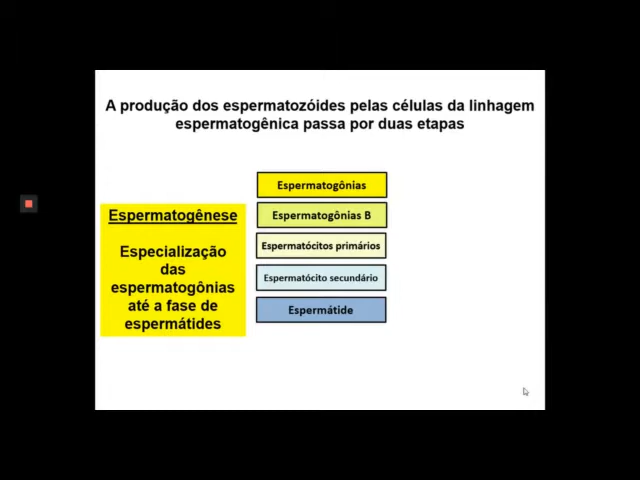 A produção dos espermatozóides pelas células da linhagem
espermatogênica passa por duas etapas
Espermatogônias
Espermatogônias B
Espermatócitos primários
Espermatócito secundário
Espermátide
Espermatogênese
Especialização
das
espermatogônias
até a fase de
espermátides